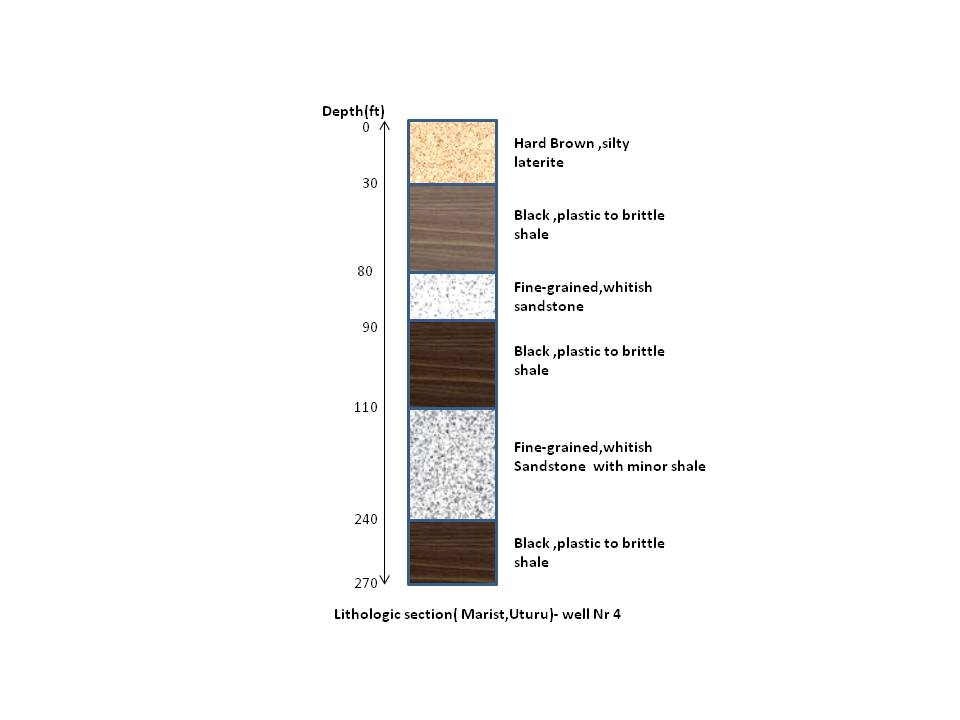 Depth(ft)
0
Hard Brown ,silty
laterite
30
Black ,plastic to brittle
shale
80
Fine-grained,whitish
sandstone
90
Black ,plastic to brittle
shale
110
Fine-grained,whitish
Sandstone with minor shale
240
Black ,plastic to brittle
shale
270
Lithologic section( Marist,Uturu)- well Nr 4